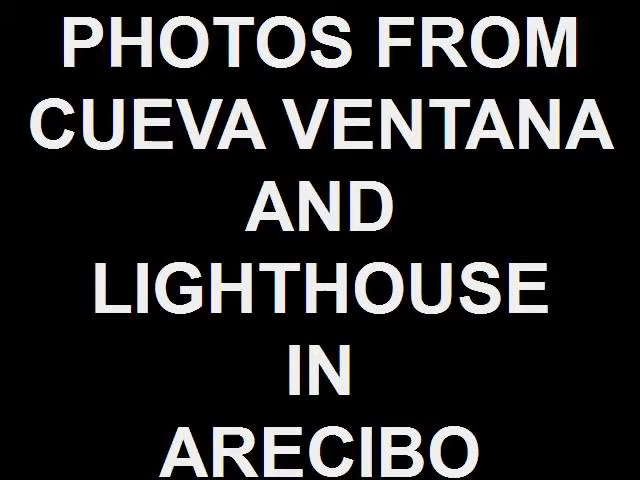 PHOTOS FROM
CUEVA VENTANA
AND
LIGHTHOUSE
IN
ARECIBO